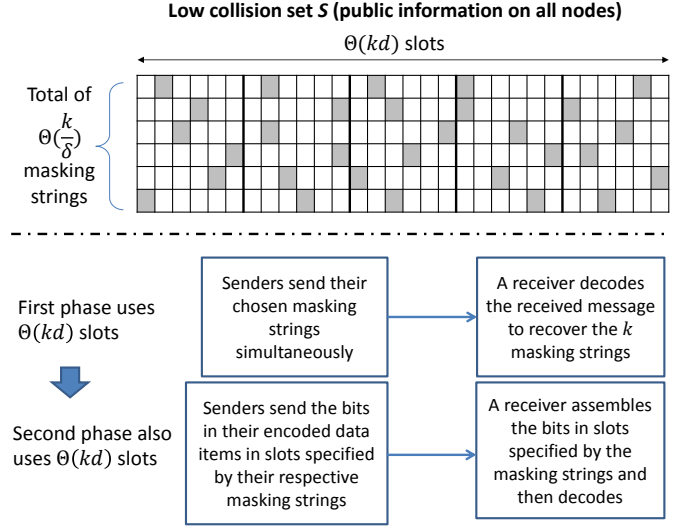 Low collision set S (public information on all nodes)
Θ(kd) slots
Total of
Θ(k/δ)
masking
strings
First phase uses
Θ(kd) slots
Senders send their
chosen masking
strings
simultaneously
A receiver decodes
the received message
to recover the k
masking strings
Second phase also
uses Θ(kd) slots
Senders send the bits
in their encoded data
items in slots specified
by their respective
masking strings
A receiver assembles
the bits in slots
specified by the
masking strings and
then decodes